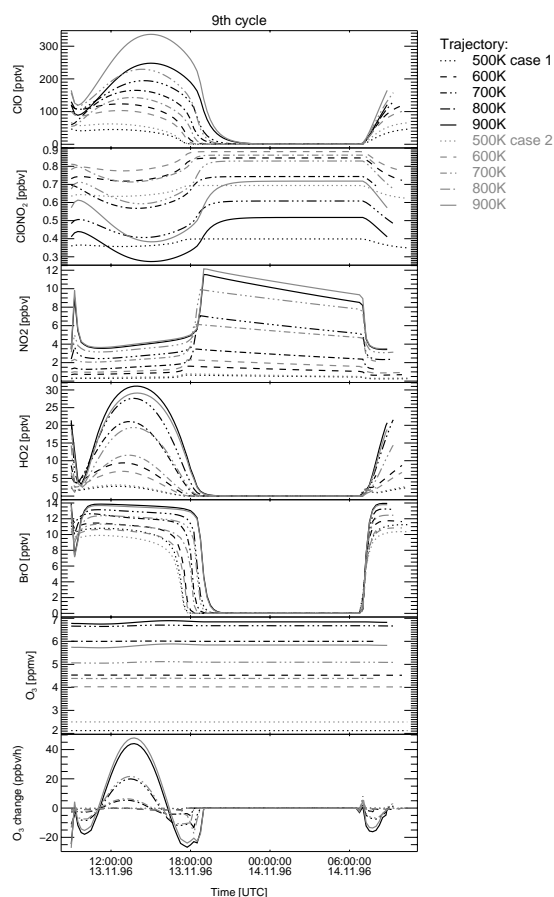 9th cycle
ClO [pptv]
300
200
100
0
ClONO2 [ppbv]
0.9
0.8
0.7
0.6
0.5
0.4
0.3
NO2 [ppbv]
12
10
8
6
4
2
0
HO2 [pptv]
30
25
20
15
10
5
0
BrO [pptv]
14
12
10
8
6
4
2
0
O3 [ppmv]
7
6
5
4
3
2
O3 change (ppbv/h)
40
20
0
−20
12:00:00 18:00:00 00:00:00 06:00:00
13.11.96 13.11.96 14.11.96 14.11.96
Time [UTC]
Trajectory:
500K case 1
600K
700K
800K
900K
500K case 2
600K
700K
800K
900K